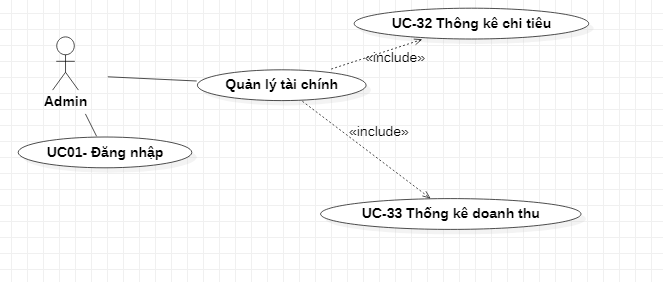 UC-32 Thông kê chi tiêu
«include»
Quản lý tài chính
Admin
«include»
UC01- Đăng nhập
UC-33 Thống kê doanh thu